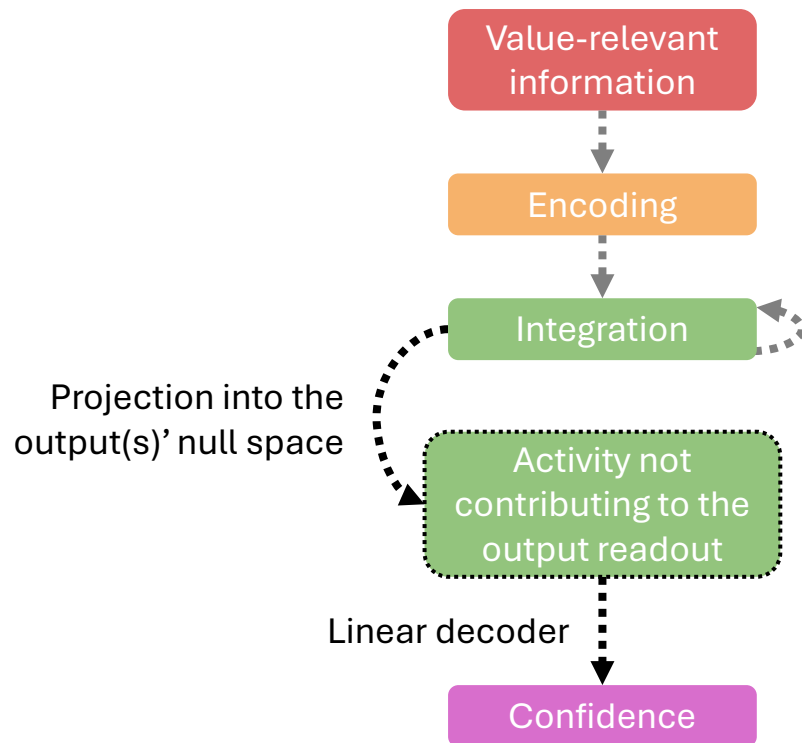 Value-relevant
information
Encoding
Integration
Projection into the
output(s)’ null space
Activity not
contributing to the
output readout
Linear decoder
Confidence